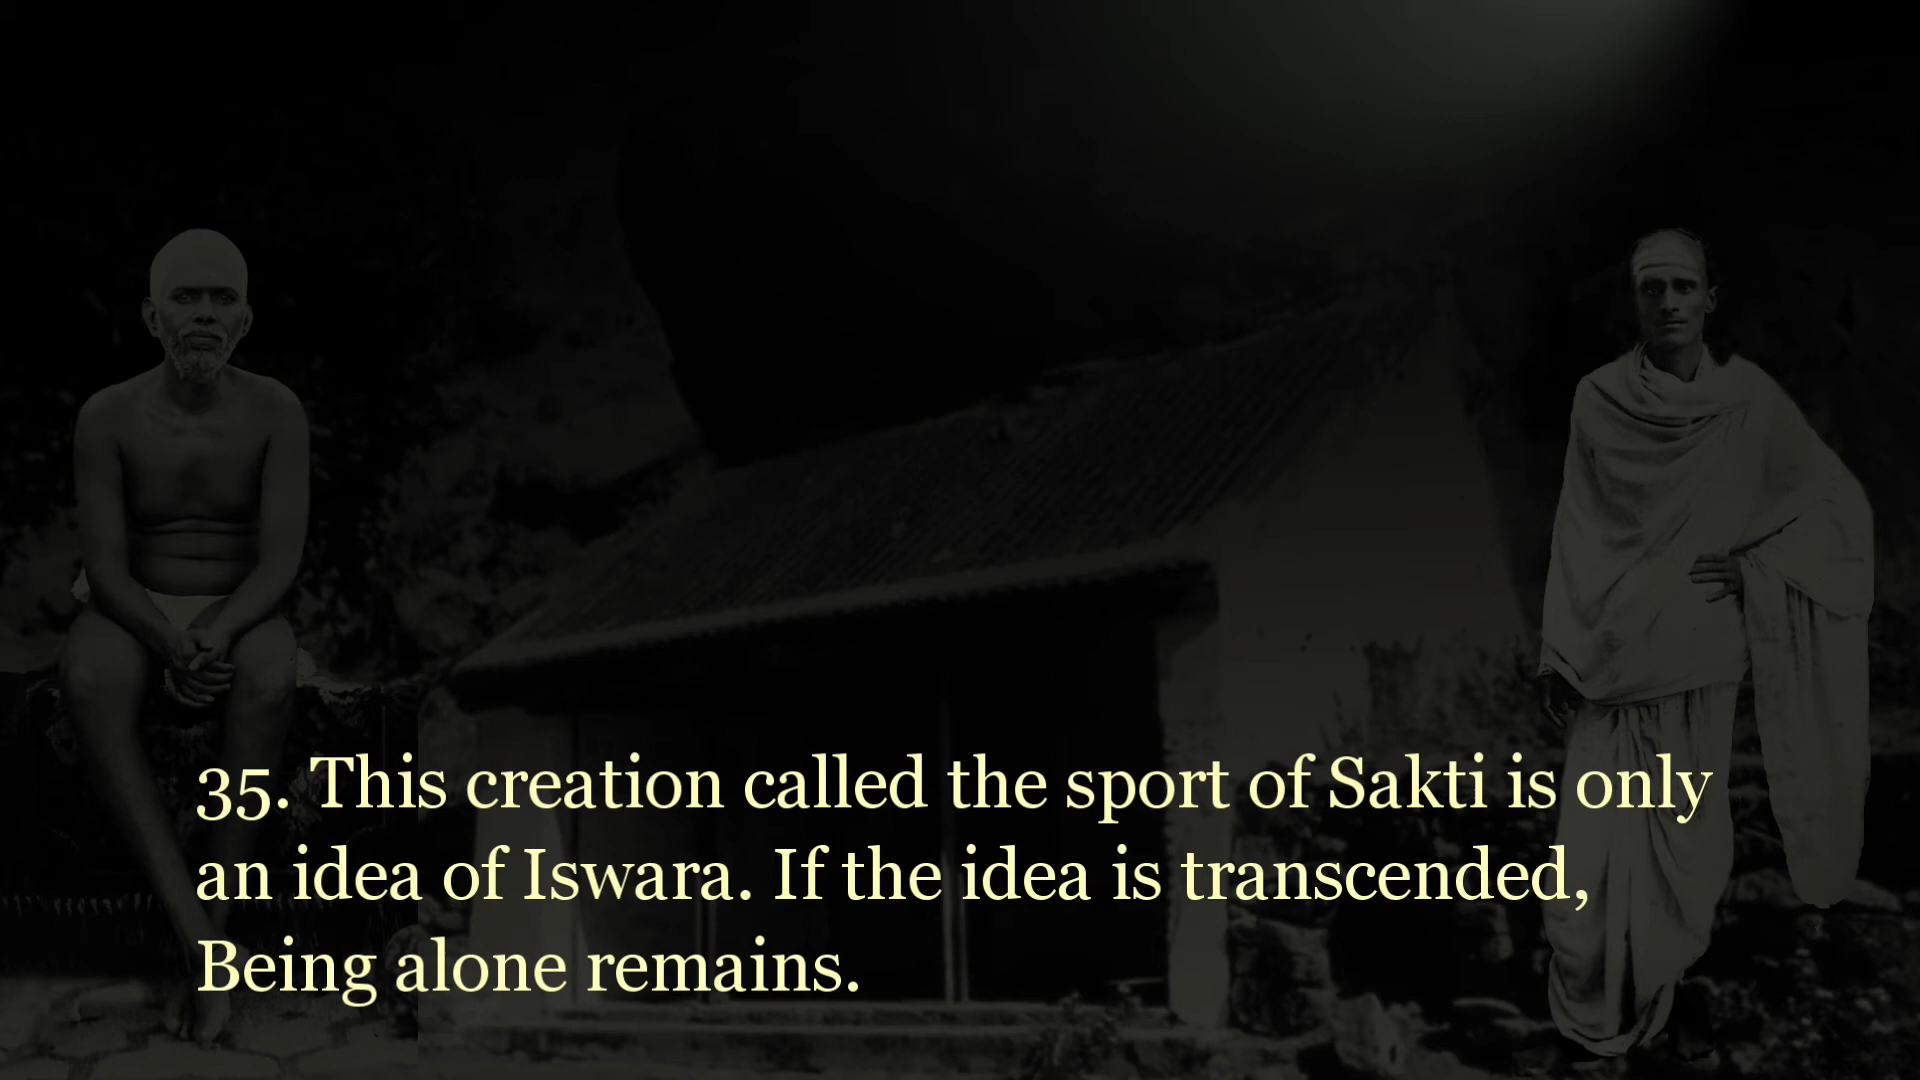 35. This creation called the sport of Sakti is only
an idea of Iswara. If the idea is transcended,
Being alone remains.